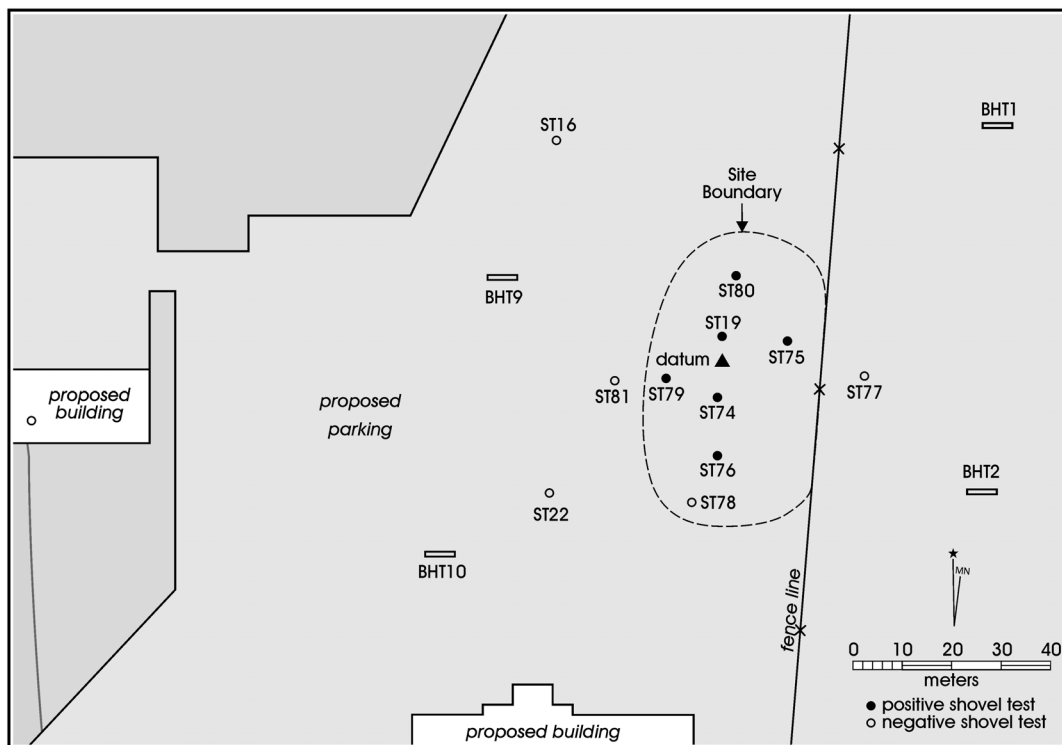 BHT1
ST16
Site
Boundary
BHT9
ST80
ST19
datum
ST75
ST81
ST79
ST77
ST74
proposed
building
proposed
parking
ST76
BHT2
ST78
ST22
BHT10
MN
fence line
0 10 20 30 40
meters
positive shovel test
negative shovel test
proposed building